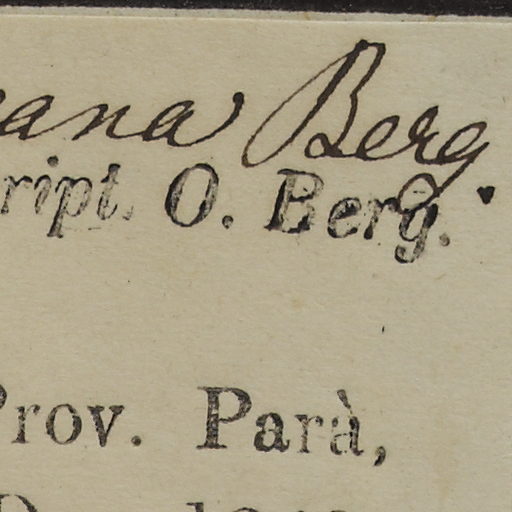 ana Berg.
ript. O. Berg.
Prov. Parà,